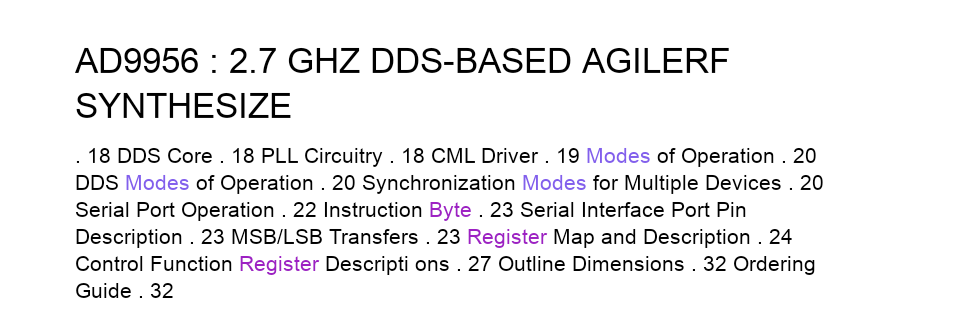 AD9956 : 2.7 GHZ DDS-BASED AGILERF
SYNTHESIZE
. 18 DDS Core . 18 PLL Circuitry . 18 CML Driver . 19 Modes of Operation . 20
DDS Modes of Operation . 20 Synchronization Modes for Multiple Devices . 20
Serial Port Operation . 22 Instruction Byte . 23 Serial Interface Port Pin
Description . 23 MSB/LSB Transfers . 23 Register Map and Description . 24
Control Function Register Descripti ons . 27 Outline Dimensions . 32 Ordering
Guide . 32